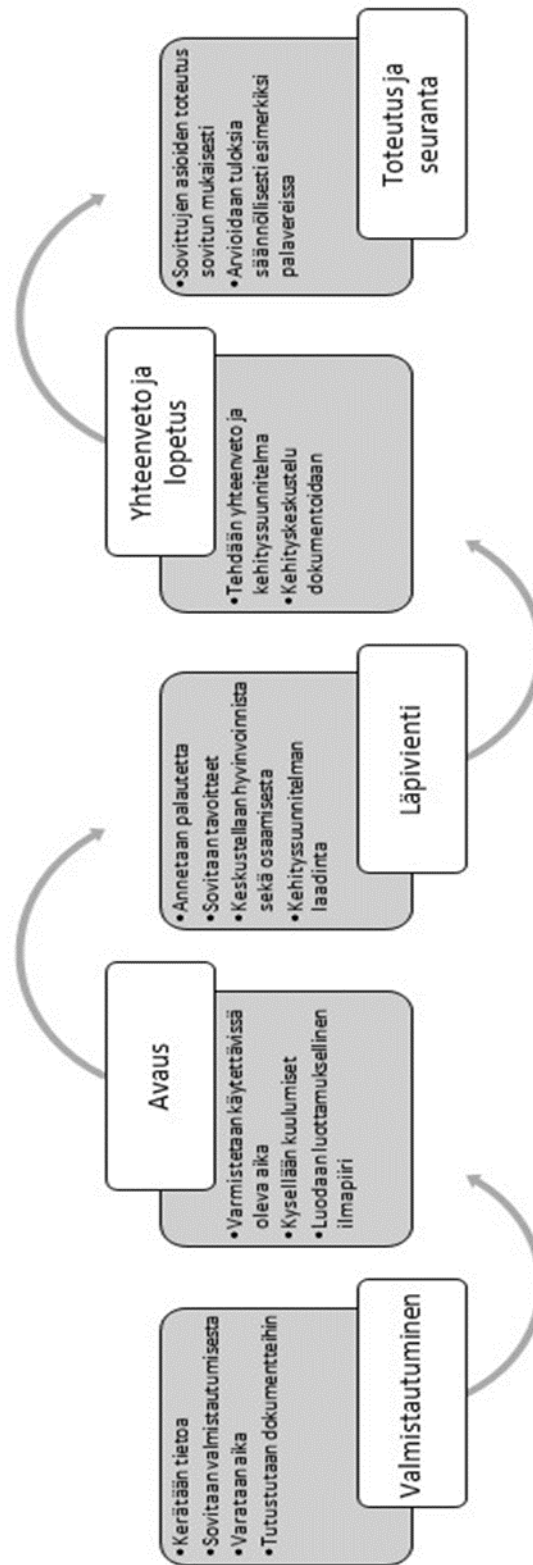 •Kerätään tietoa
•Sovitaan valmistautumisesta
•Varataan aika
•Tutustutaan dokumentteihin
Valmistautuminen
Avaus
•Varmistetaan käytettävissä
oleva aika
•Kysellään kuulumiset
•Luodaan luottamuksellinen
ilmapiiri
•Annetaan palautetta
•Sovitaan tavoitteet
•Keskustellaan hyvinvoinnista
sekä osaamisesta
•Kehityssuunnitelman
laadinta
Läpivienti
Yhteenveto ja
lopetus
•Tehdään yhteenveto ja
kehityssuunnitelma
•Kehityskeskustelu
dokumentoidaan
•Sovittujen asioiden toteutus
sovitun mukaisesti
•Arvioidaan tuloksia
säännöllisesti esimerkiksi
palavereissa
Toteutus ja
seuranta